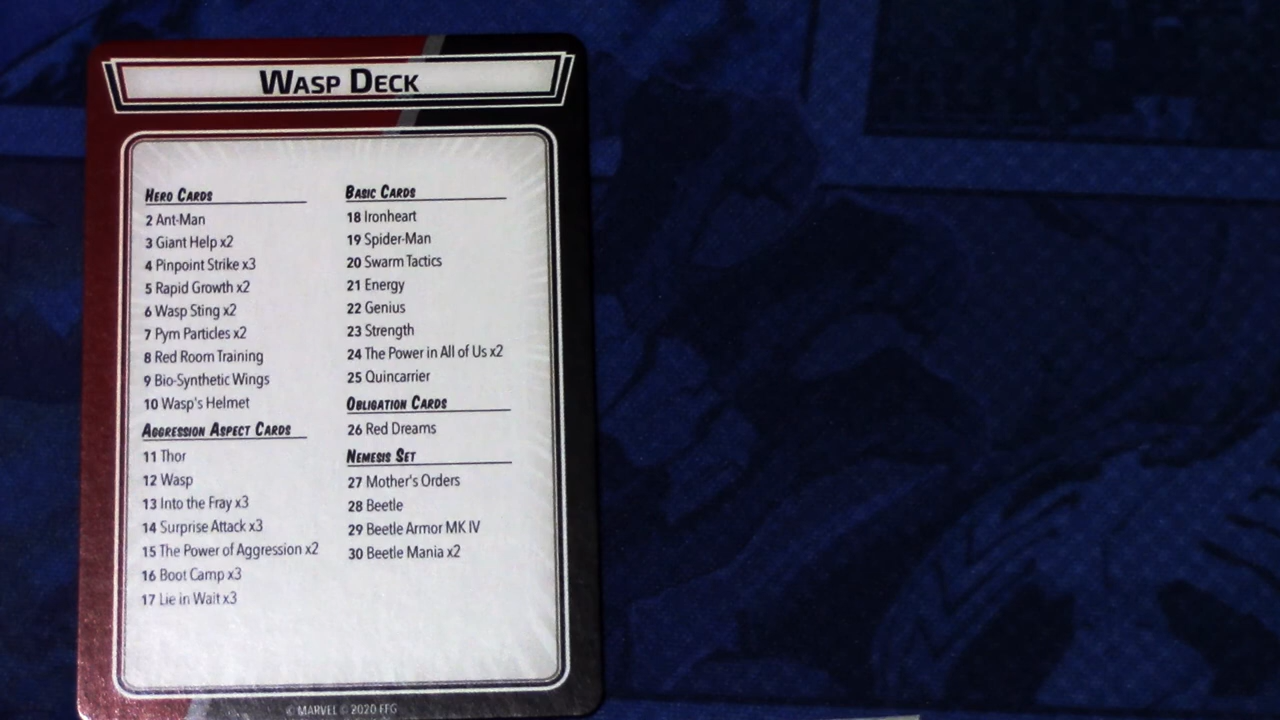 Wasp Deck
Hero Cards
2 Ant-Man
3 Giant Help x2
4 Pinpoint Strike x3
5 Rapid Growth x2
6 Wasp Sting x2
7 Pym Particles x2
8 Red Room Training
9 Bio-Synthetic Wings
10 Wasp's Helmet
Aggression Aspect Cards
11 Thor
12 Wasp
13 Into the Fray x3
14 Surprise Attack x3
15 The Power of Aggression x2
16 Boot Camp x3
17 Lie in Wait x3
Basic Cards
18 Ironheart
19 Spider-Man
20 Swarm Tactics
21 Energy
22 Genius
23 Strength
24 The Power in All of Us x2
25 Quincarrier
Obligation Cards
26 Red Dreams
Nemesis Set
27 Mother's Orders
28 Beetle
29 Beetle Armor MK IV
30 Beetle Mania x2
© MARVEL © 2020 FFG